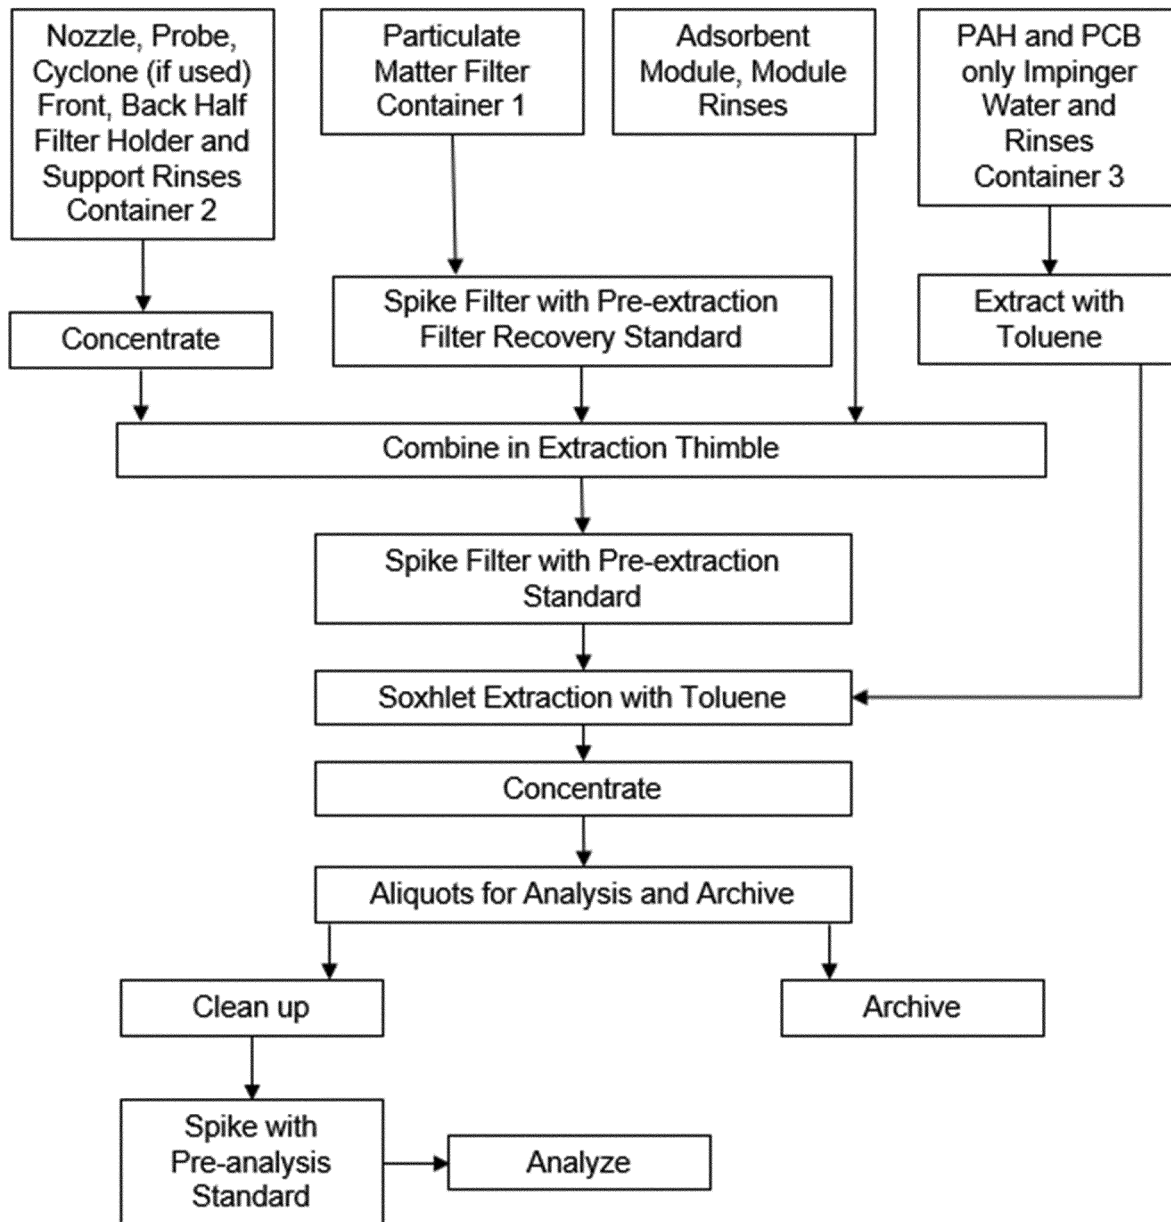 Nozzle, Probe,
Cyclone (if used)
Front, Back Half
Filter Holder and
Support Rinses
Container 2
Particulate
Matter Filter
Container 1
Adsorbent
Module, Module
Rinses
PAH and PCB
only Impinger
Water and
Rinses
Container 3
Concentrate
Spike Filter with Pre-extraction
Filter Recovery Standard
Extract with
Toluene
Combine in Extraction Thimble
Spike Filter with Pre-extraction
Standard
Soxhlet Extraction with Toluene
Concentrate
Aliquots for Analysis and Archive
Clean up
Archive
Spike with
Pre-analysis
Standard
Analyze